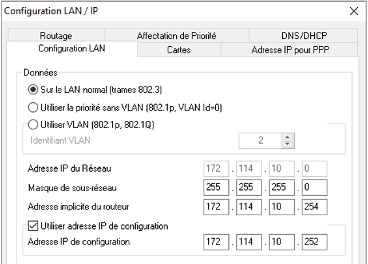 Configuration LAN / IP
Routage Affectation de Priorité DNS/DHCP
Configuration LAN Cartes Adresse IP pour PPP
Données
Sur le LAN normal (trames 802.3)
Utiliser la priorité sans VLAN (802.1p, VLAN Id=0)
Utiliser VLAN (802.1p, 802.1Q)
Identifiant VLAN 2
Adresse IP du Réseau 172 . 114 . 10 . 0
Masque de sous-réseau 255 . 255 . 255 . 0
Adresse implicite du routeur 172 . 114 . 10 . 254
Utiliser adresse IP de configuration
Adresse IP de configuration 172 . 114 . 10 . 252